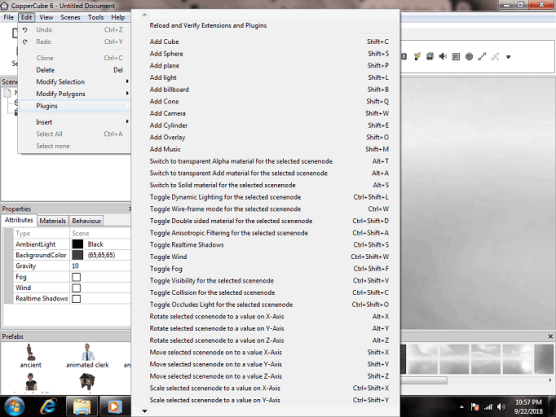 CopperCube 6 - Untitled Document
File Edit View Scenes Tools Help
Undo Ctrl+Z
Redo Ctrl+Y
Clone Ctrl+C
Delete Del
Modify Selection
Modify Polygons
Plugins
Insert
Select All Ctrl+A
Select none
Reload and Verify Extensions and Plugins
Add Cube Shift+C
Add Sphere Shift+S
Add plane Shift+P
Add light Shift+L
Add billboard Shift+B
Add Cone Shift+Q
Add Camera Shift+W
Add Cylinder Shift+E
Add Overlay Shift+O
Add Music Shift+M
Switch to transparent Alpha material for the selected scenenode Alt+T
Switch to transparent Add material for the selected scenenode Alt+A
Switch to Solid material for the selected scenenode Alt+S
Toggle Dynamic Lighting for the selected scenenode Ctrl+Shift+L
Toggle Wire-frame mode for the selected scenenode Ctrl+W
Toggle Double sided material for the selected scenenode Ctrl+Shift+D
Toggle Anisotropic Filtering for the selected scenenode Ctrl+Shift+A
Toggle Realtime Shadows Ctrl+Shift+S
Toggle Wind Ctrl+Shift+W
Toggle Fog Ctrl+Shift+F
Toggle Visibility for the selected scenenode Ctrl+Shift+V
Toggle Collision for the selected scenenode Ctrl+Shift+C
Toggle Occludes Light for the selected scenenode Ctrl+Shift+O
Rotate selected scenenode to a value on X-Axis Alt+X
Rotate selected scenenode to a value on Y-Axis Alt+Y
Rotate selected scenenode to a value on Z-Axis Alt+Z
Move selected scenenode on to a value X-Axis Shift+X
Move selected scenenode on to a value Y-Axis Shift+Y
Move selected scenenode on to a value Z-Axis Shift+Z
Scale selected scenenode to a value on X-Axis Ctrl+Shift+X
Scale selected scenenode to a value on Y-Axis Ctrl+Shift+Y
Properties
Attributes Materials Behaviour
Type Scene
AmbientLight Black
BackgroundColor (65,65,65)
Gravity 10
Fog
Wind
Realtime Shadows
Prefabs
ancient
animated clerk
10:57 PM
9/22/2018